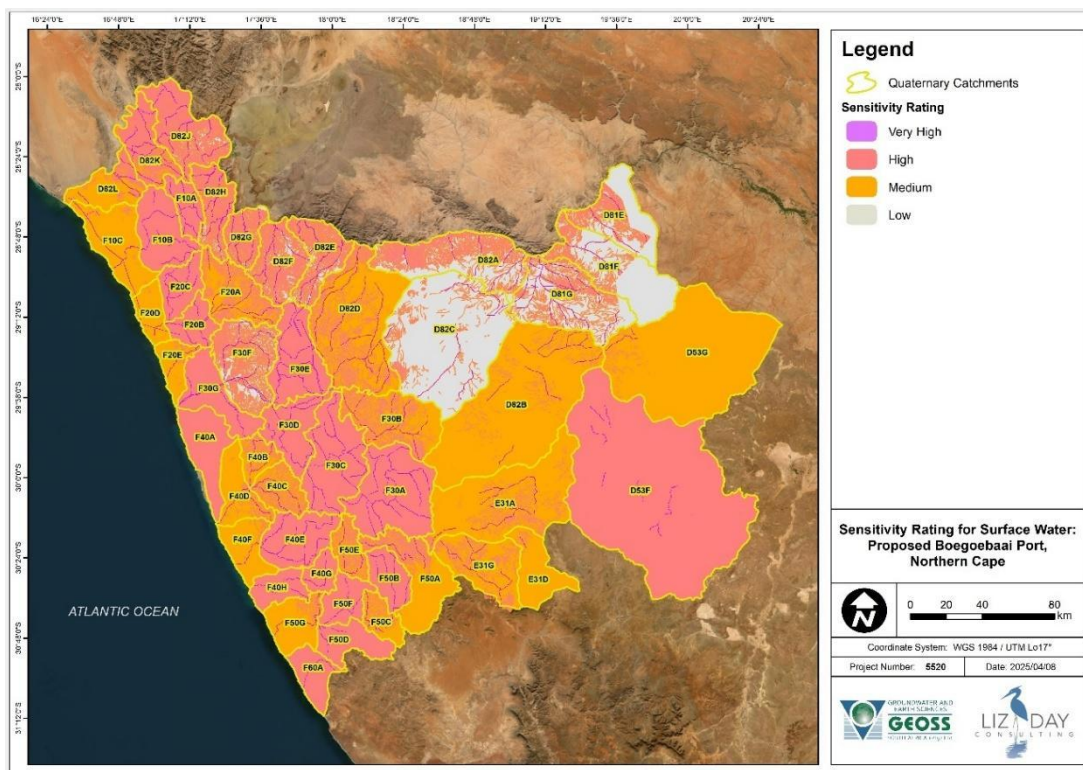 16°24'0"E 16°48'0"E 17°12'0"E 17°36'0"E 18°0'0"E 18°24'0"E 18°48'0"E 19°12'0"E 19°36'0"E 20°0'0"E 20°24'0"E
28°0'0"S
28°24'0"S
28°48'0"S
29°12'0"S
29°36'0"S
30°0'0"S
30°24'0"S
30°48'0"S
31°12'0"S
D82J
D82K
D82L
F10A
D82H
D81E
F10C
F10B
D82G
D82E
D82F
D82A
D81F
F20C
F20A
D81G
F20D
D82D
F20B
D82C
F20E
F30F
F30E
D53G
F30G
D82B
F30B
F40A
F30D
F40B
F30C
F40C
F40D
F30A
D53F
E31A
F40F
F40E
F50E
F40G
F50B
F50A
E31G
E31D
F40H
F50F
F50G
F50C
F50D
F60A
ATLANTIC OCEAN
Legend
Quaternary Catchments
Sensitivity Rating
Very High
High
Medium
Low
Sensitivity Rating for Surface Water:
Proposed Boegoebaai Port,
Northern Cape
N
0 20 40 80
km
Coordinate System: WGS 1984 / UTM Lo17°
Project Number: 5520 Date: 2025/04/08
GROUNDWATER AND
EARTH SCIENCES
GEOSS
LIZ DAY
CONSULTING